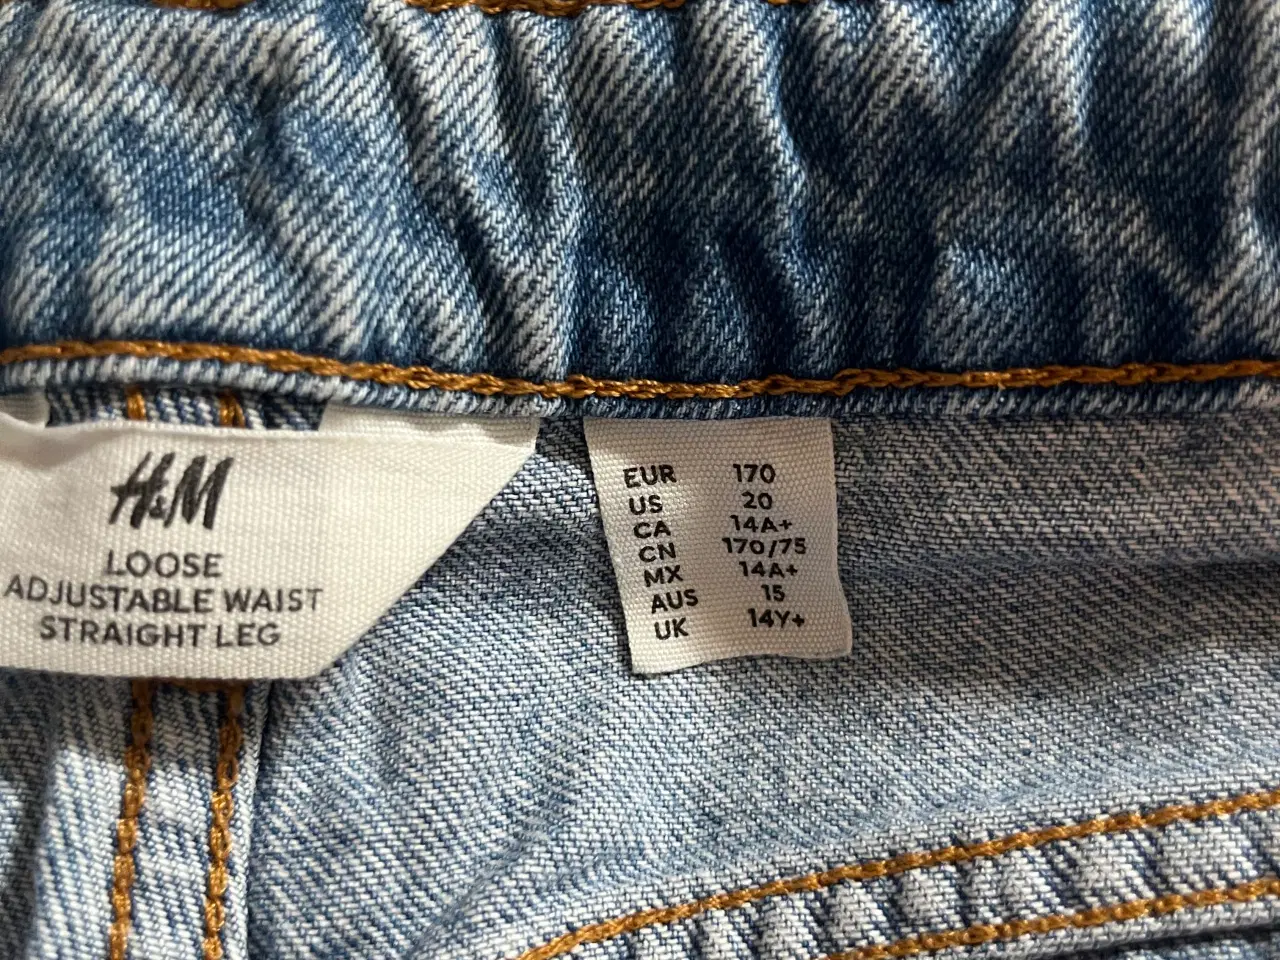 H&M
LOOSE
ADJUSTABLE WAIST
STRAIGHT LEG
EUR 170
US 20
CA 14A+
CN 170/75
MX 14A+
AUS 15
UK 14Y+